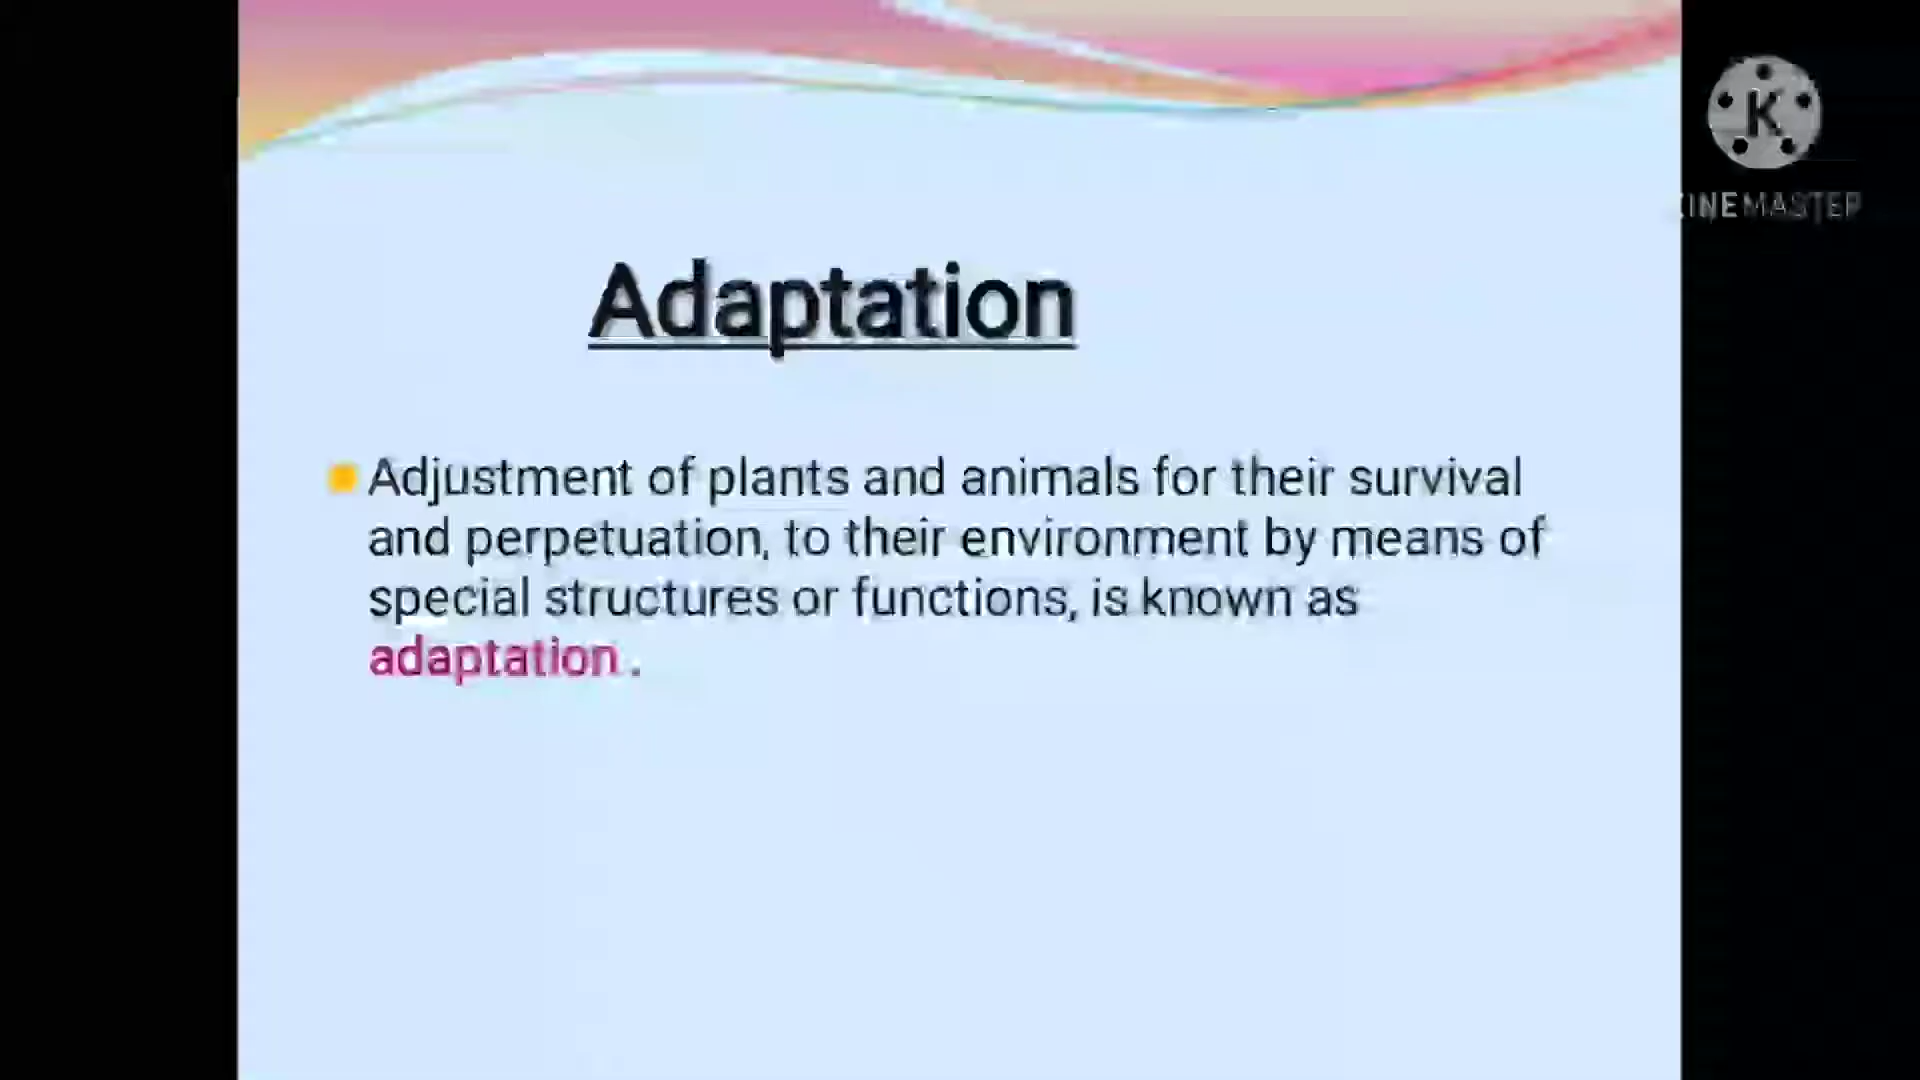 K
KINEMASTER
Adaptation
Adjustment of plants and animals for their survival
and perpetuation, to their environment by means of
special structures or functions, is known as
adaptation .